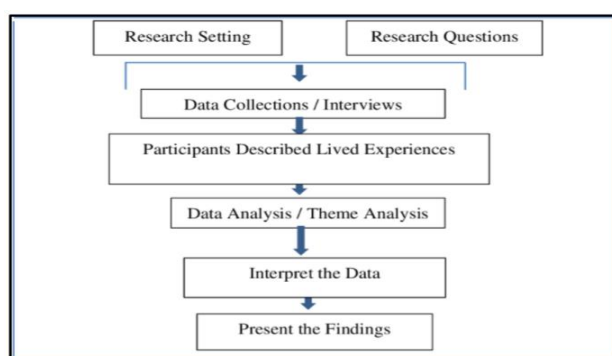 Research Setting
Research Questions
Data Collections / Interviews
Participants Described Lived Experiences
Data Analysis / Theme Analysis
Interpret the Data
Present the Findings